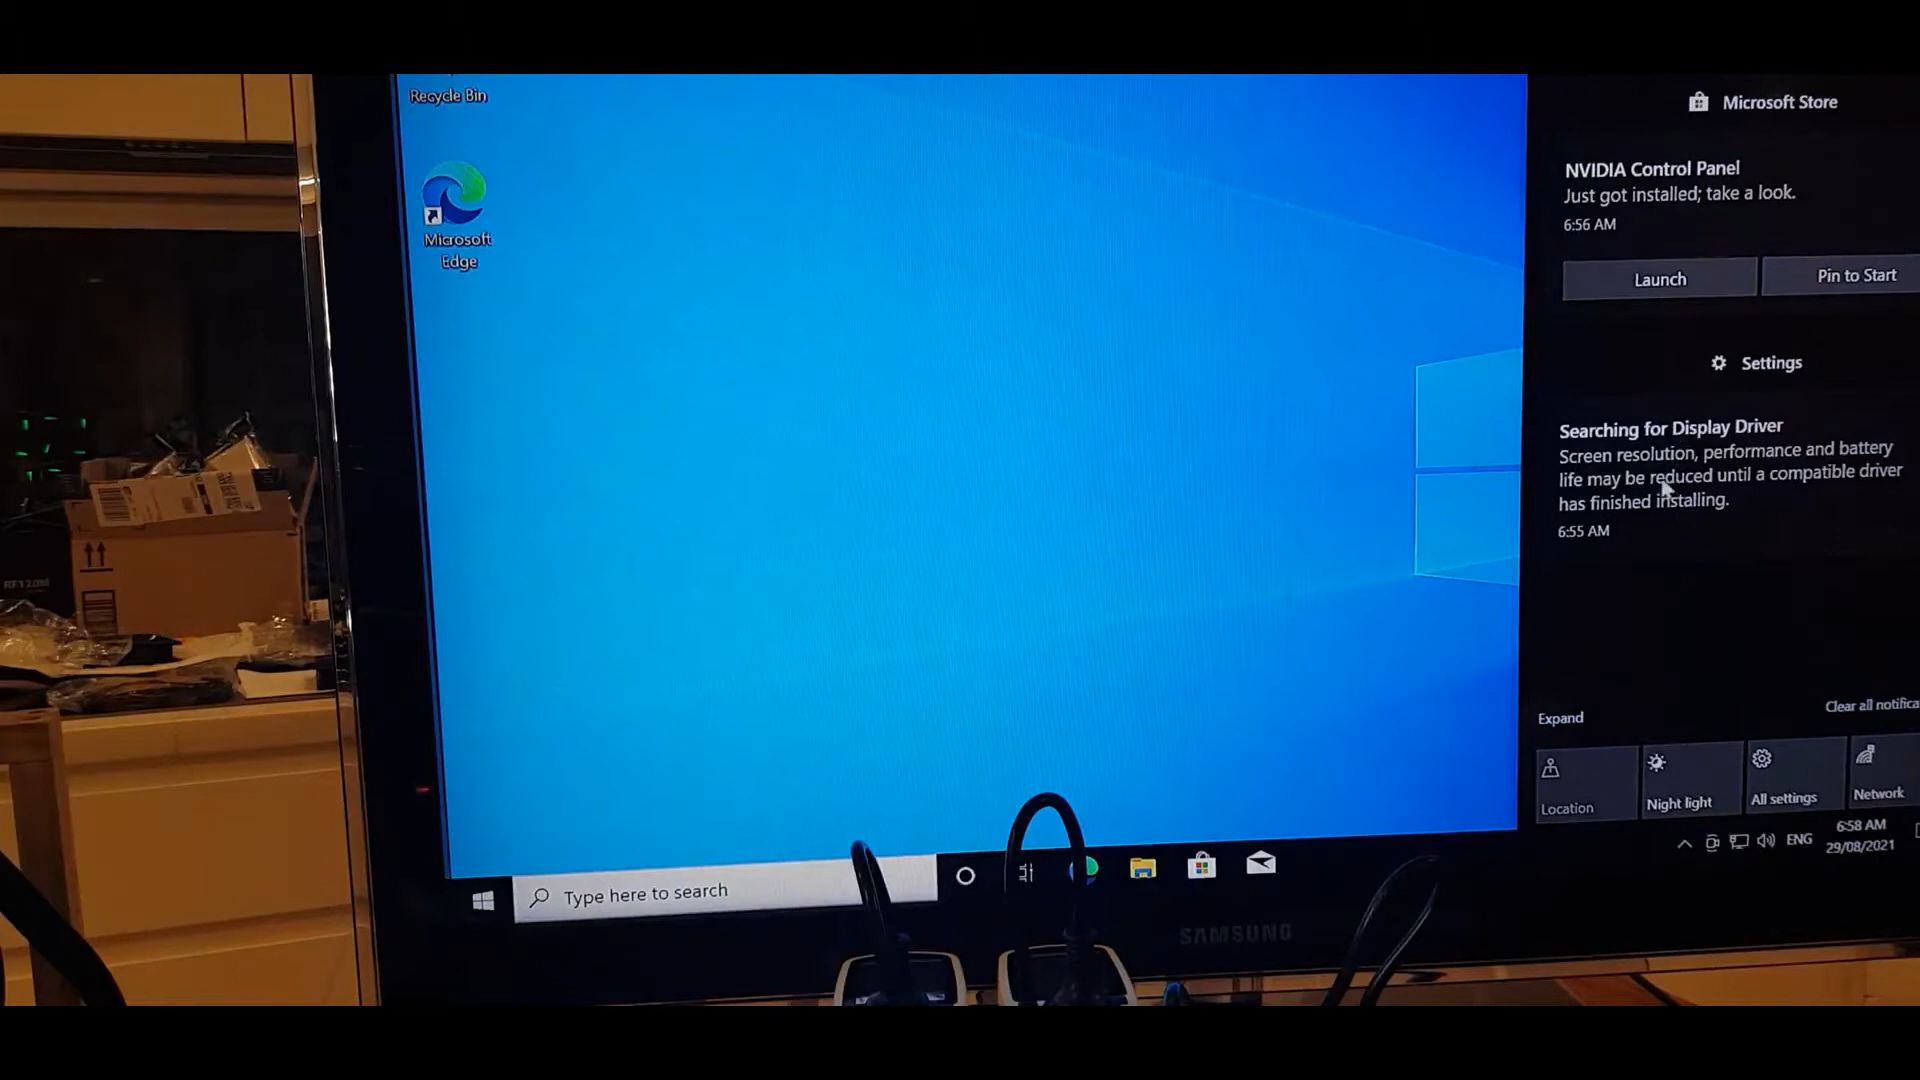 Recycle Bin
Microsoft
Edge
Microsoft Store
NVIDIA Control Panel
Just got installed; take a look.
6:56 AM
Launch
Pin to Start
Settings
Searching for Display Driver
Screen resolution, performance and battery
life may be reduced until a compatible driver
has finished installing.
6:55 AM
Expand
Clear all notifica
Location
Night light
All settings
Network
Type here to search
ENG
6:58 AM
29/08/2021
SAMSUNG
RF120M